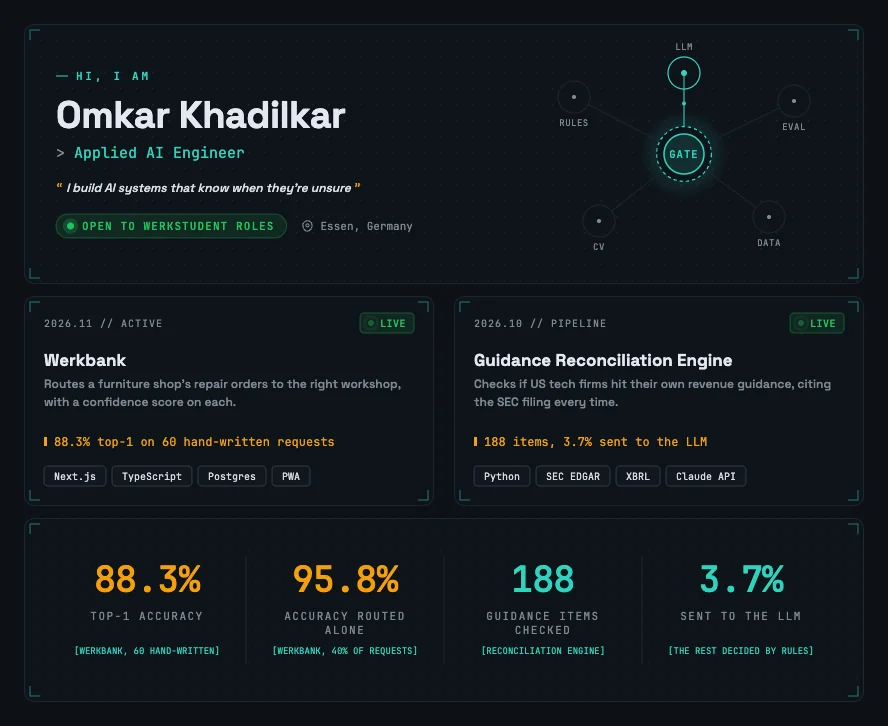 — HI, I AM
Omkar Khadilkar
> Applied AI Engineer
“ I build AI systems that know when they're unsure ”
OPEN TO WERKSTUDENT ROLES
Essen, Germany
LLM
RULES
EVAL
GATE
CV
DATA
2026.11 // ACTIVE
LIVE
Werkbank
Routes a furniture shop's repair orders to the right workshop,
with a confidence score on each.
88.3% top-1 on 60 hand-written requests
Next.js
TypeScript
Postgres
PWA
2026.10 // PIPELINE
LIVE
Guidance Reconciliation Engine
Checks if US tech firms hit their own revenue guidance, citing
the SEC filing every time.
188 items, 3.7% sent to the LLM
Python
SEC EDGAR
XBRL
Claude API
88.3%
TOP-1 ACCURACY
[WERKBANK, 60 HAND-WRITTEN]
95.8%
ACCURACY ROUTED
ALONE
[WERKBANK, 40% OF REQUESTS]
188
GUIDANCE ITEMS
CHECKED
[RECONCILIATION ENGINE]
3.7%
SENT TO THE LLM
[THE REST DECIDED BY RULES]